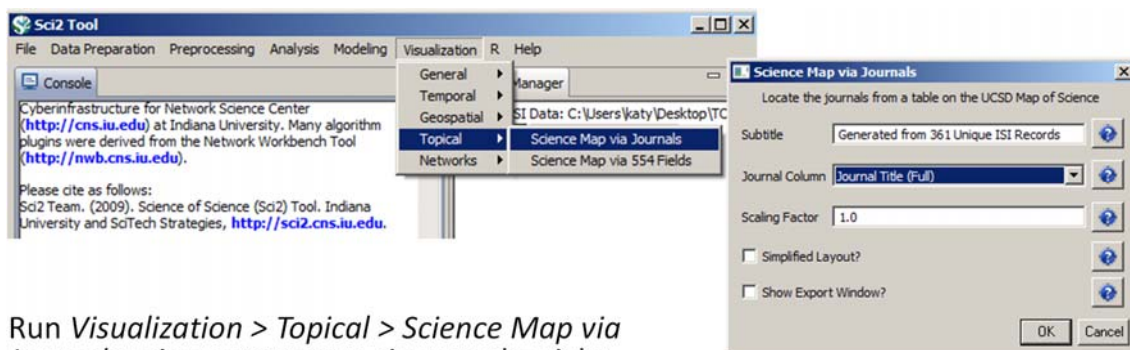 Sci2 Tool
File Data Preparation Preprocessing Analysis Modeling Visualization R Help
Console
Cyberinfrastructure for Network Science Center
(http://cns.iu.edu) at Indiana University. Many algorithm
plugins were derived from the Network Workbench Tool
(http://nwb.cns.iu.edu).
Please cite as follows:
Sci2 Team. (2009). Science of Science (Sci2) Tool. Indiana
University and SciTech Strategies, http://sci2.cns.iu.edu.
General
Temporal
Geospatial
Topical
Networks
Science Map via Journals
Science Map via 554 Fields
Manager
ISI Data: C:\Users\katy\Desktop\TC
Science Map via Journals
Locate the journals from a table on the UCSD Map of Science
Subtitle Generated from 361 Unique ISI Records
Journal Column Journal Title (Full)
Scaling Factor 1.0
Simplified Layout?
Show Export Window?
OK Cancel
Run Visualization > Topical > Science Map via